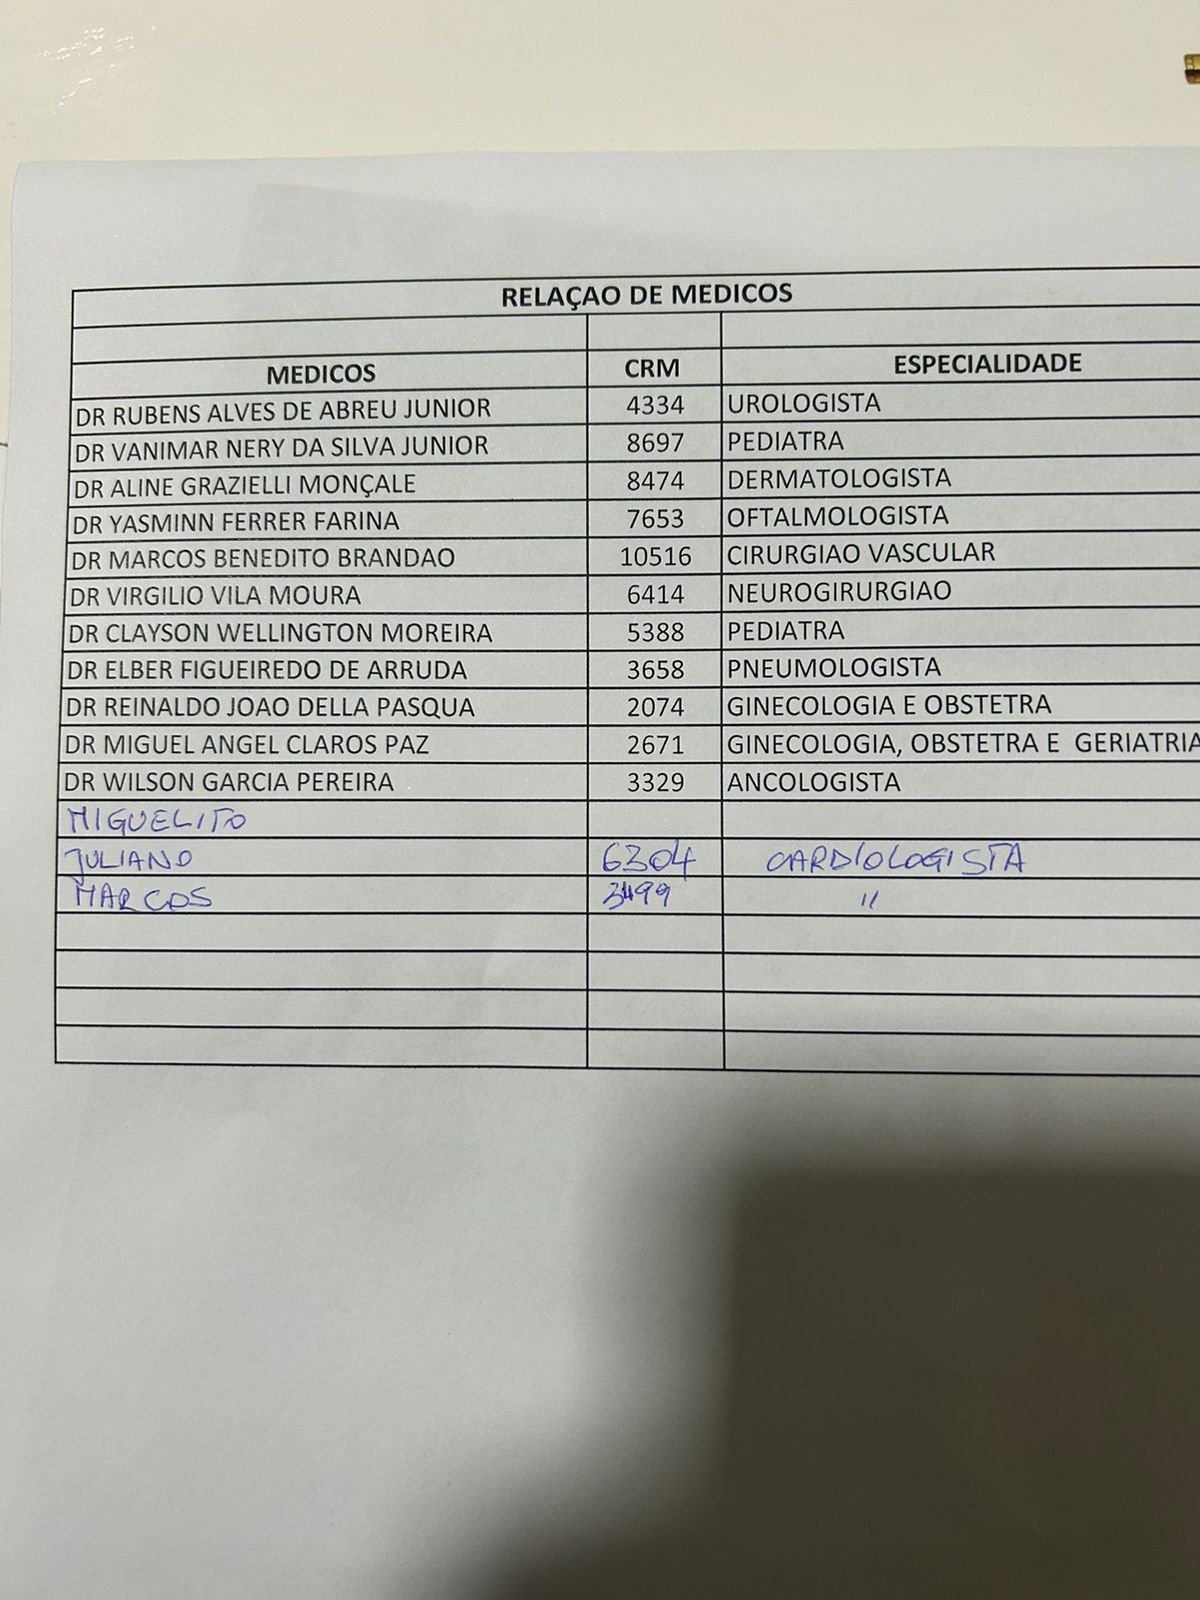 RELAÇAO DE MEDICOS
MEDICOS CRM ESPECIALIDADE
DR RUBENS ALVES DE ABREU JUNIOR 4334 UROLOGISTA
DR VANIMAR NERY DA SILVA JUNIOR 8697 PEDIATRA
DR ALINE GRAZIELLI MONÇALE 8474 DERMATOLOGISTA
DR YASMINN FERRER FARINA 7653 OFTALMOLOGISTA
DR MARCOS BENEDITO BRANDAO 10516 CIRURGIAO VASCULAR
DR VIRGILIO VILA MOURA 6414 NEUROGIRURGIAO
DR CLAYSON WELLINGTON MOREIRA 5388 PEDIATRA
DR ELBER FIGUEIREDO DE ARRUDA 3658 PNEUMOLOGISTA
DR REINALDO JOAO DELLA PASQUA 2074 GINECOLOGIA E OBSTETRA
DR MIGUEL ANGEL CLAROS PAZ 2671 GINECOLOGIA, OBSTETRA E GERIATRIA
DR WILSON GARCIA PEREIRA 3329 ANCOLOGISTA
MIGUELITO
JULIANO 6304 CARDIOLOGISTA
MARCOS 3499 "